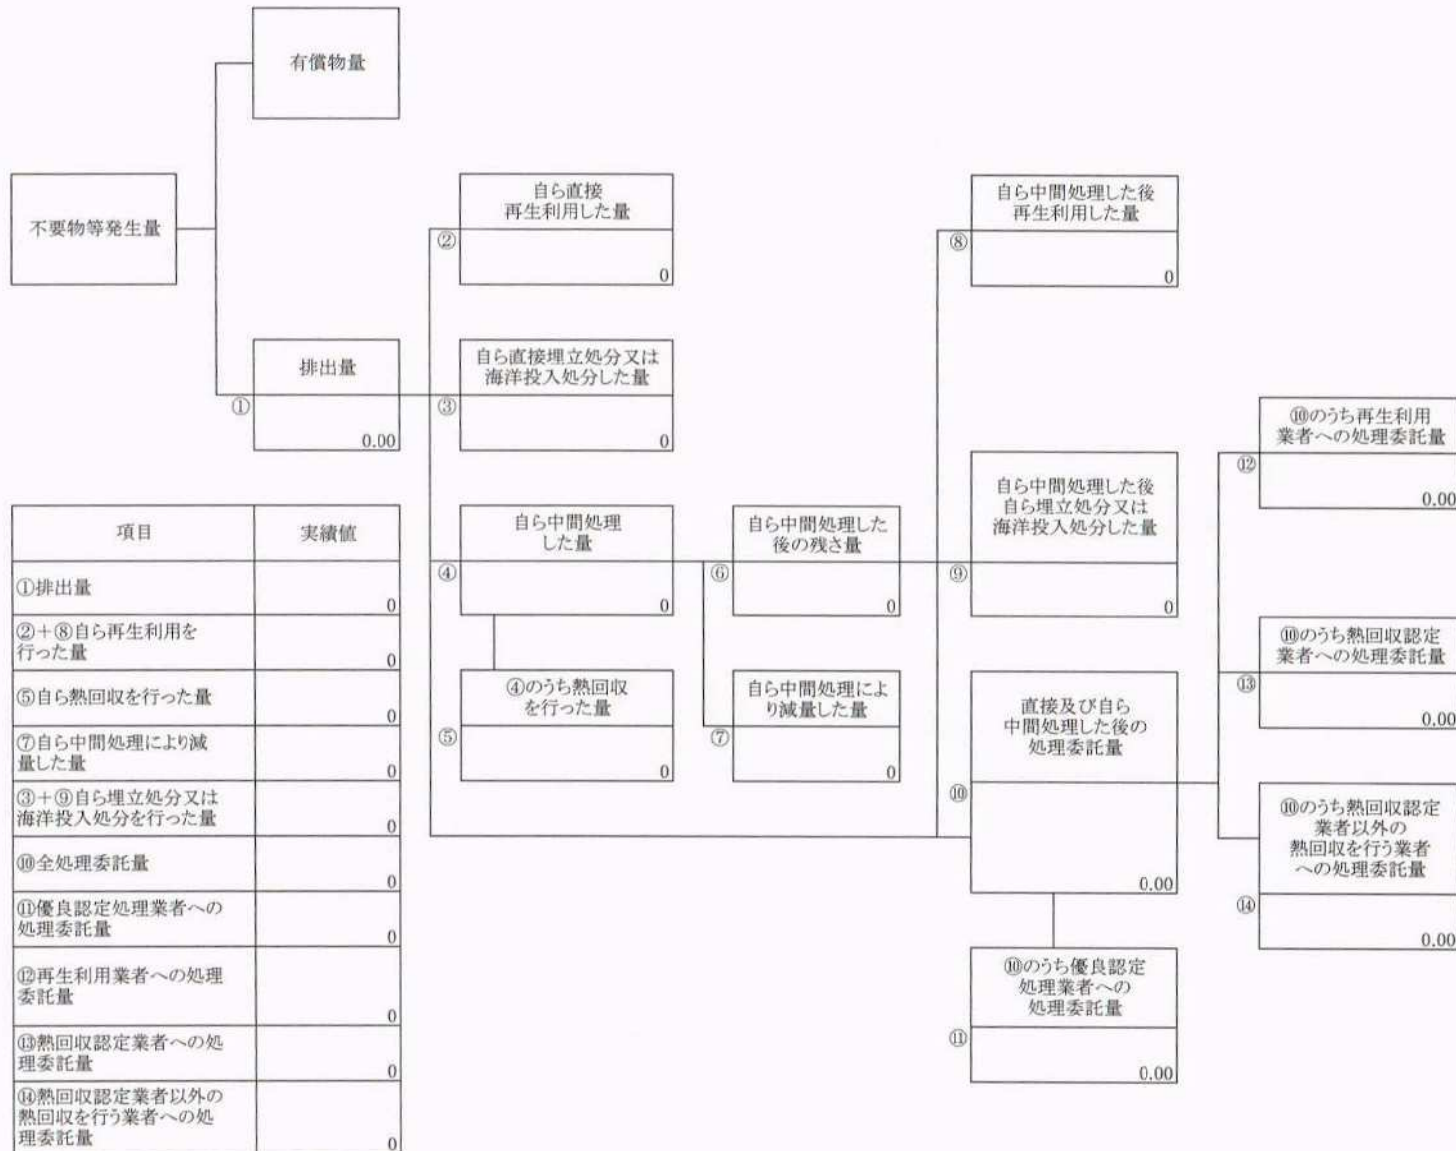 有償物量
不要物等発生量
排出量
①
0.00
自ら直接
再生利用した量
②
0
自ら直接埋立処分又は
海洋投入処分した量
③
0
自ら中間処理
した量
④
0
④のうち熱回収
を行った量
⑤
0
自ら中間処理した
後の残さ量
⑥
0
自ら中間処理によ
り減量した量
⑦
0
自ら中間処理した後
再生利用した量
⑧
0
自ら中間処理した後
自ら埋立処分又は
海洋投入処分した量
⑨
0
直接及び自ら
中間処理した後の
処理委託量
⑩
0.00
⑩のうち優良認定
処理業者への
処理委託量
⑪
0.00
⑩のうち再生利用
業者への処理委託量
⑫
0.00
⑩のうち熱回収認定
業者への処理委託量
⑬
0.00
⑩のうち熱回収認定
業者以外の
熱回収を行う業者
への処理委託量
⑭
0.00
項目 実績値
①排出量
0
②+⑧自ら再生利用を
行った量
0
⑤自ら熱回収を行った量
0
⑦自ら中間処理により減
量した量
0
③+⑨自ら埋立処分又は
海洋投入処分を行った量
0
⑩全処理委託量
0
⑪優良認定処理業者への
処理委託量
0
⑫再生利用業者への処理
委託量
0
⑬熱回収認定業者への処
理委託量
0
⑭熱回収認定業者以外の
熱回収を行う業者への処
理委託量
0